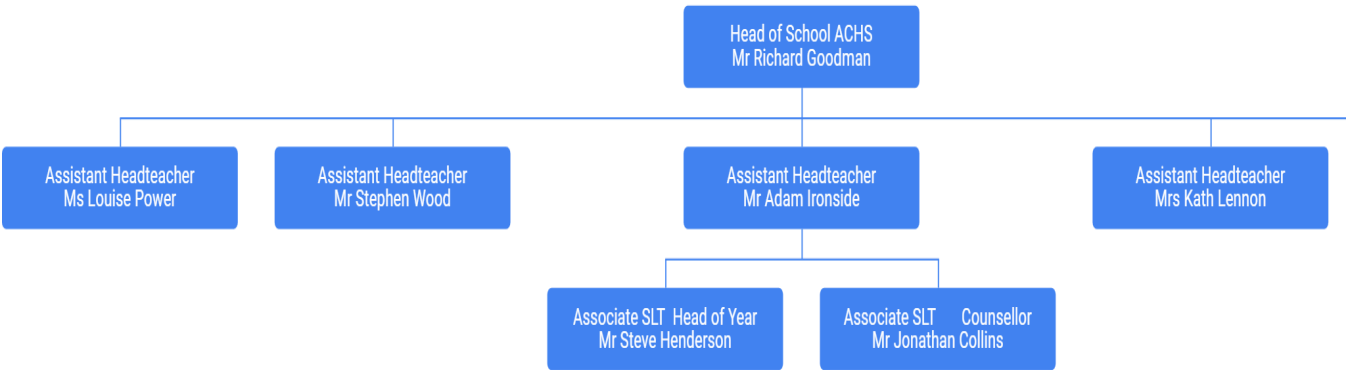 Head of School ACHS
Mr Richard Goodman
Assistant Headteacher
Ms Louise Power
Assistant Headteacher
Mr Stephen Wood
Assistant Headteacher
Mr Adam Ironside
Assistant Headteacher
Mrs Kath Lennon
Associate SLT  Head of Year
Mr Steve Henderson
Associate SLT      Counsellor
Mr Jonathan Collins